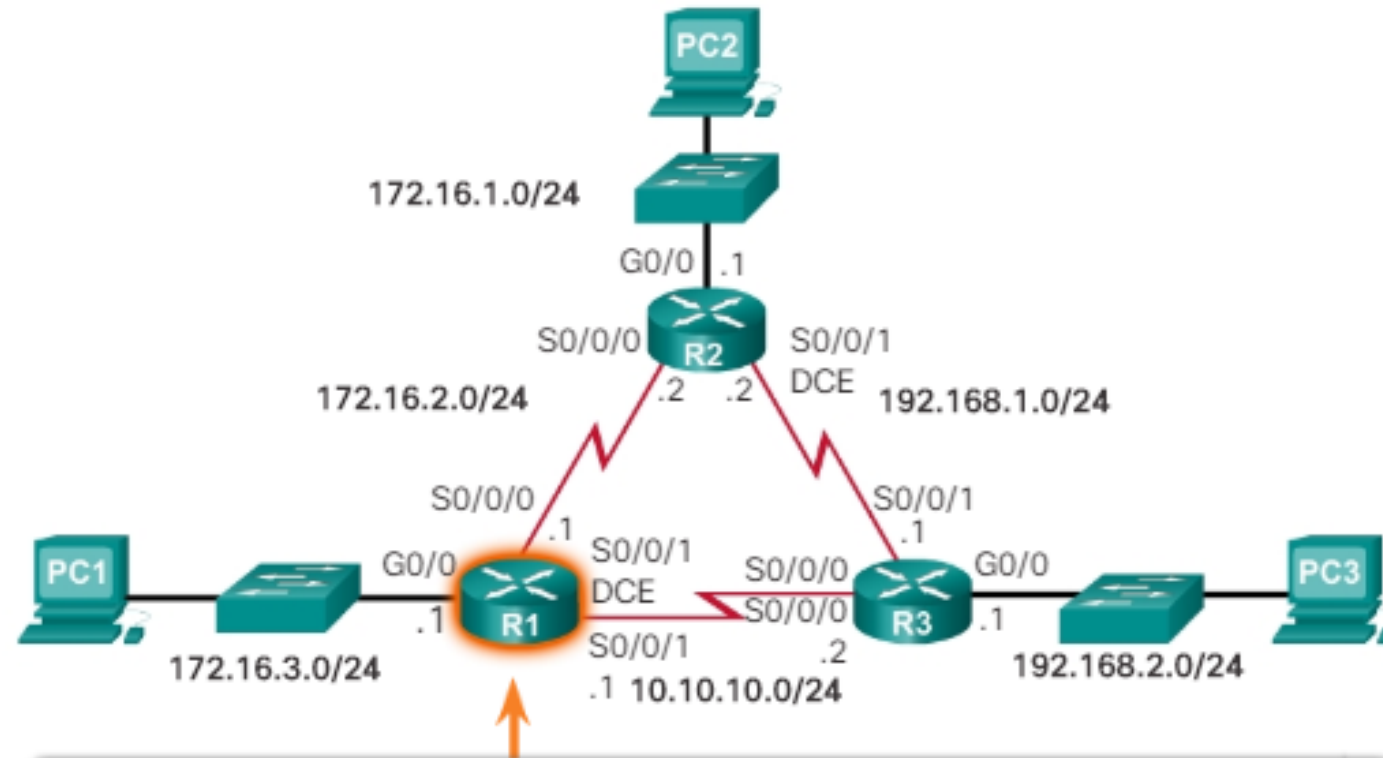 PC2
172.16.1.0/24
G0/0 .1
S0/0/0
R2
S0/0/1
DCE
172.16.2.0/24
.2 .2
192.168.1.0/24
S0/0/0
.1
S0/0/1
.1
PC1
G0/0
.1
S0/0/1
DCE
R1
S0/0/1
.1
S0/0/0
S0/0/0
.2
R3
G0/0
.1
PC3
172.16.3.0/24
10.10.10.0/24
192.168.2.0/24